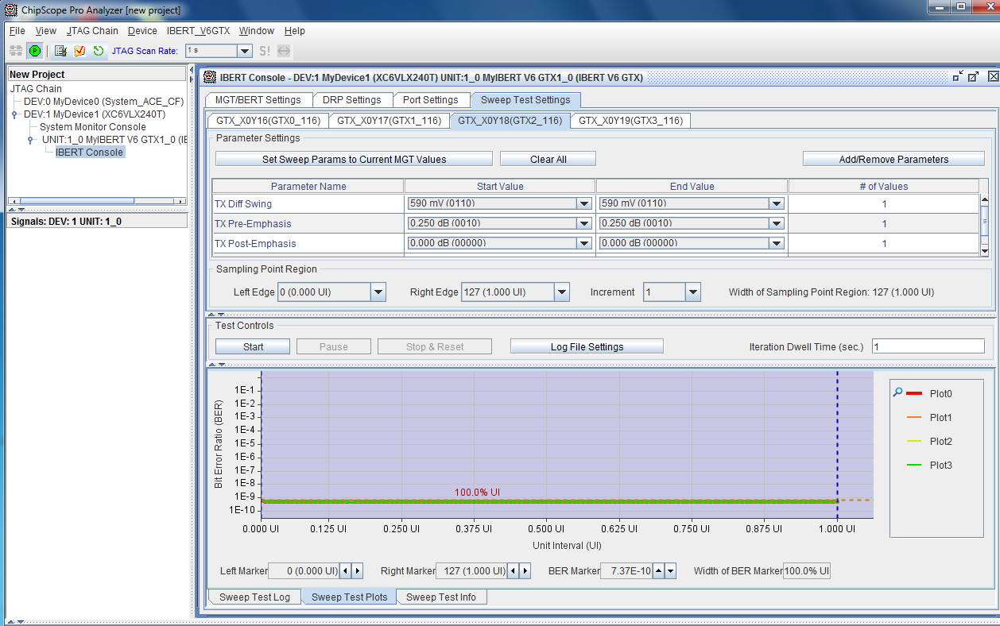 ChipScope Pro Analyzer [new project]
File View JTAG Chain Device IBERT_V6GTX Window Help
JTAG Scan Rate: 1 s S!
New Project
JTAG Chain
DEV:0 MyDevice0 (System_ACE_CF)
DEV:1 MyDevice1 (XC6VLX240T)
System Monitor Console
UNIT:1_0 MyIBERT V6 GTX1_0 (IE
IBERT Console
Signals: DEV: 1 UNIT: 1_0
IBERT Console - DEV:1 MyDevice1 (XC6VLX240T) UNIT:1_0 MyIBERT V6 GTX1_0 (IBERT V6 GTX)
MGT/BERT Settings DRP Settings Port Settings Sweep Test Settings
GTX_X0Y16(GTX0_116) GTX_X0Y17(GTX1_116) GTX_X0Y18(GTX2_116) GTX_X0Y19(GTX3_116)
Parameter Settings
Set Sweep Params to Current MGT Values Clear All Add/Remove Parameters
Parameter Name Start Value End Value # of Values
TX Diff Swing 590 mV (0110) 590 mV (0110) 1
TX Pre-Emphasis 0.250 dB (0010) 0.250 dB (0010) 1
TX Post-Emphasis 0.000 dB (00000) 0.000 dB (00000) 1
Sampling Point Region
Left Edge 0 (0.000 UI) Right Edge 127 (1.000 UI) Increment 1 Width of Sampling Point Region: 127 (1.000 UI)
Test Controls
Start Pause Stop & Reset Log File Settings Iteration Dwell Time (sec.) 1
Bit Error Ratio (BER)
1E-1
1E-2
1E-3
1E-4
1E-5
1E-6
1E-7
1E-8
1E-9
1E-10
100.0% UI
0.000 UI 0.125 UI 0.250 UI 0.375 UI 0.500 UI 0.625 UI 0.750 UI 0.875 UI 1.000 UI
Unit Interval (UI)
Plot0
Plot1
Plot2
Plot3
Left Marker 0 (0.000 UI) Right Marker 127 (1.000 UI) BER Marker 7.37E-10 Width of BER Marker 100.0% UI
Sweep Test Log Sweep Test Plots Sweep Test Info